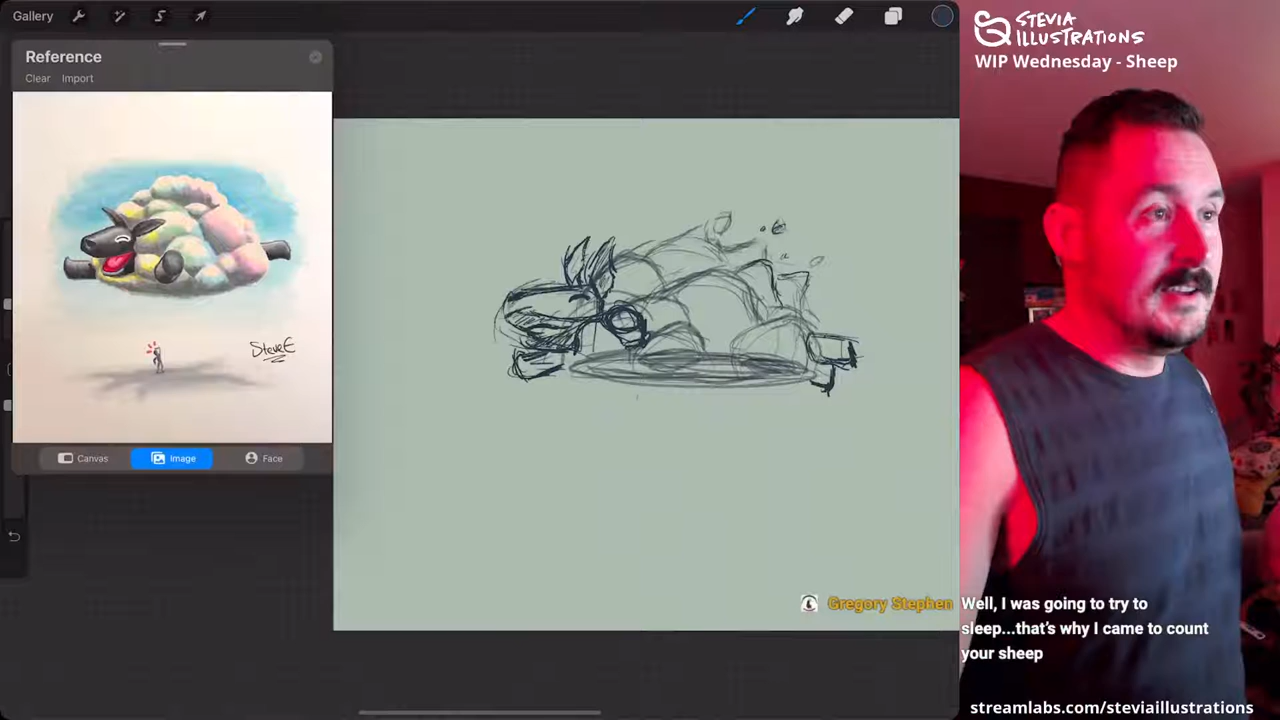 Gallery
Reference
Clear Import
SteveE
Canvas Image Face
STEVIA
ILLUSTRATIONS
WIP Wednesday - Sheep
Gregory Stephen
Well, I was going to try to
sleep...that's why I came to count
your sheep
streamlabs.com/steviaillustrations